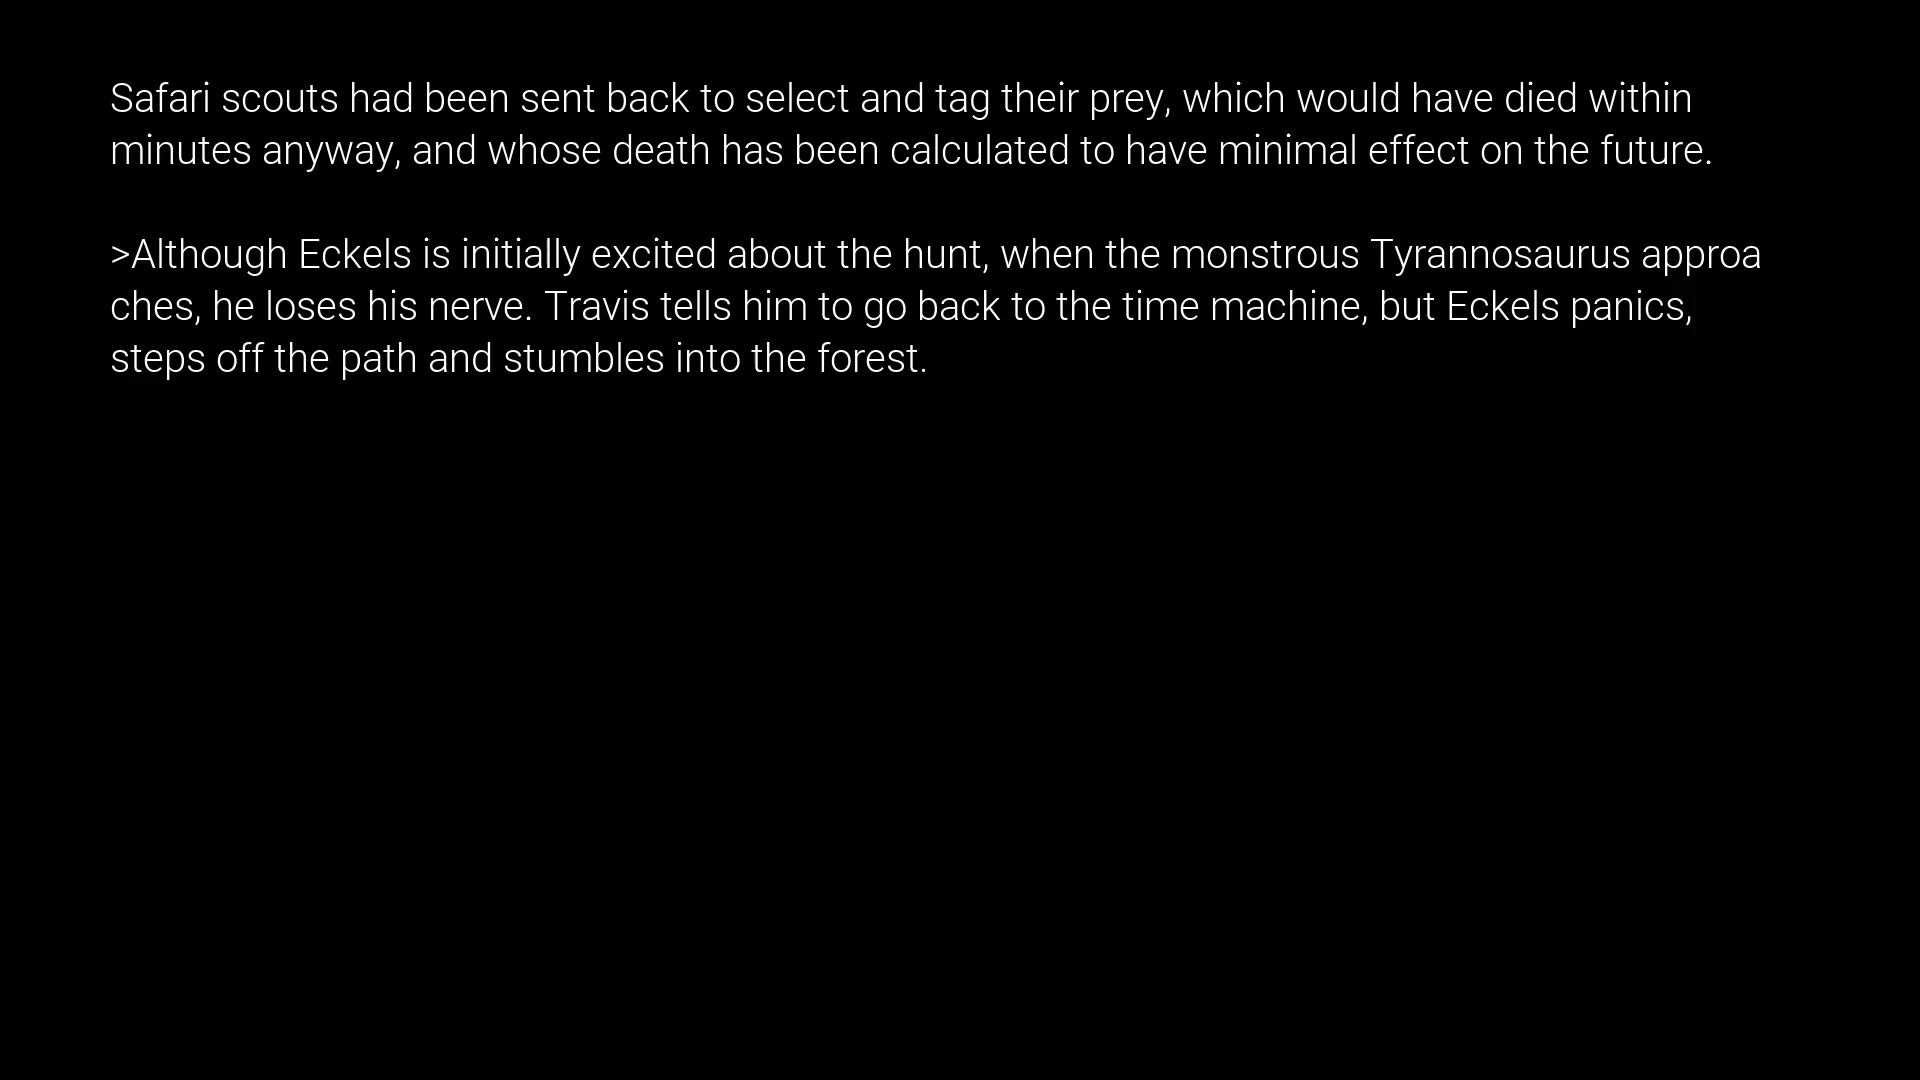 Safari scouts had been sent back to select and tag their prey, which would have died within
minutes anyway, and whose death has been calculated to have minimal effect on the future.

>Although Eckels is initially excited about the hunt, when the monstrous Tyrannosaurus approa
ches, he loses his nerve. Travis tells him to go back to the time machine, but Eckels panics,
steps off the path and stumbles into the forest.